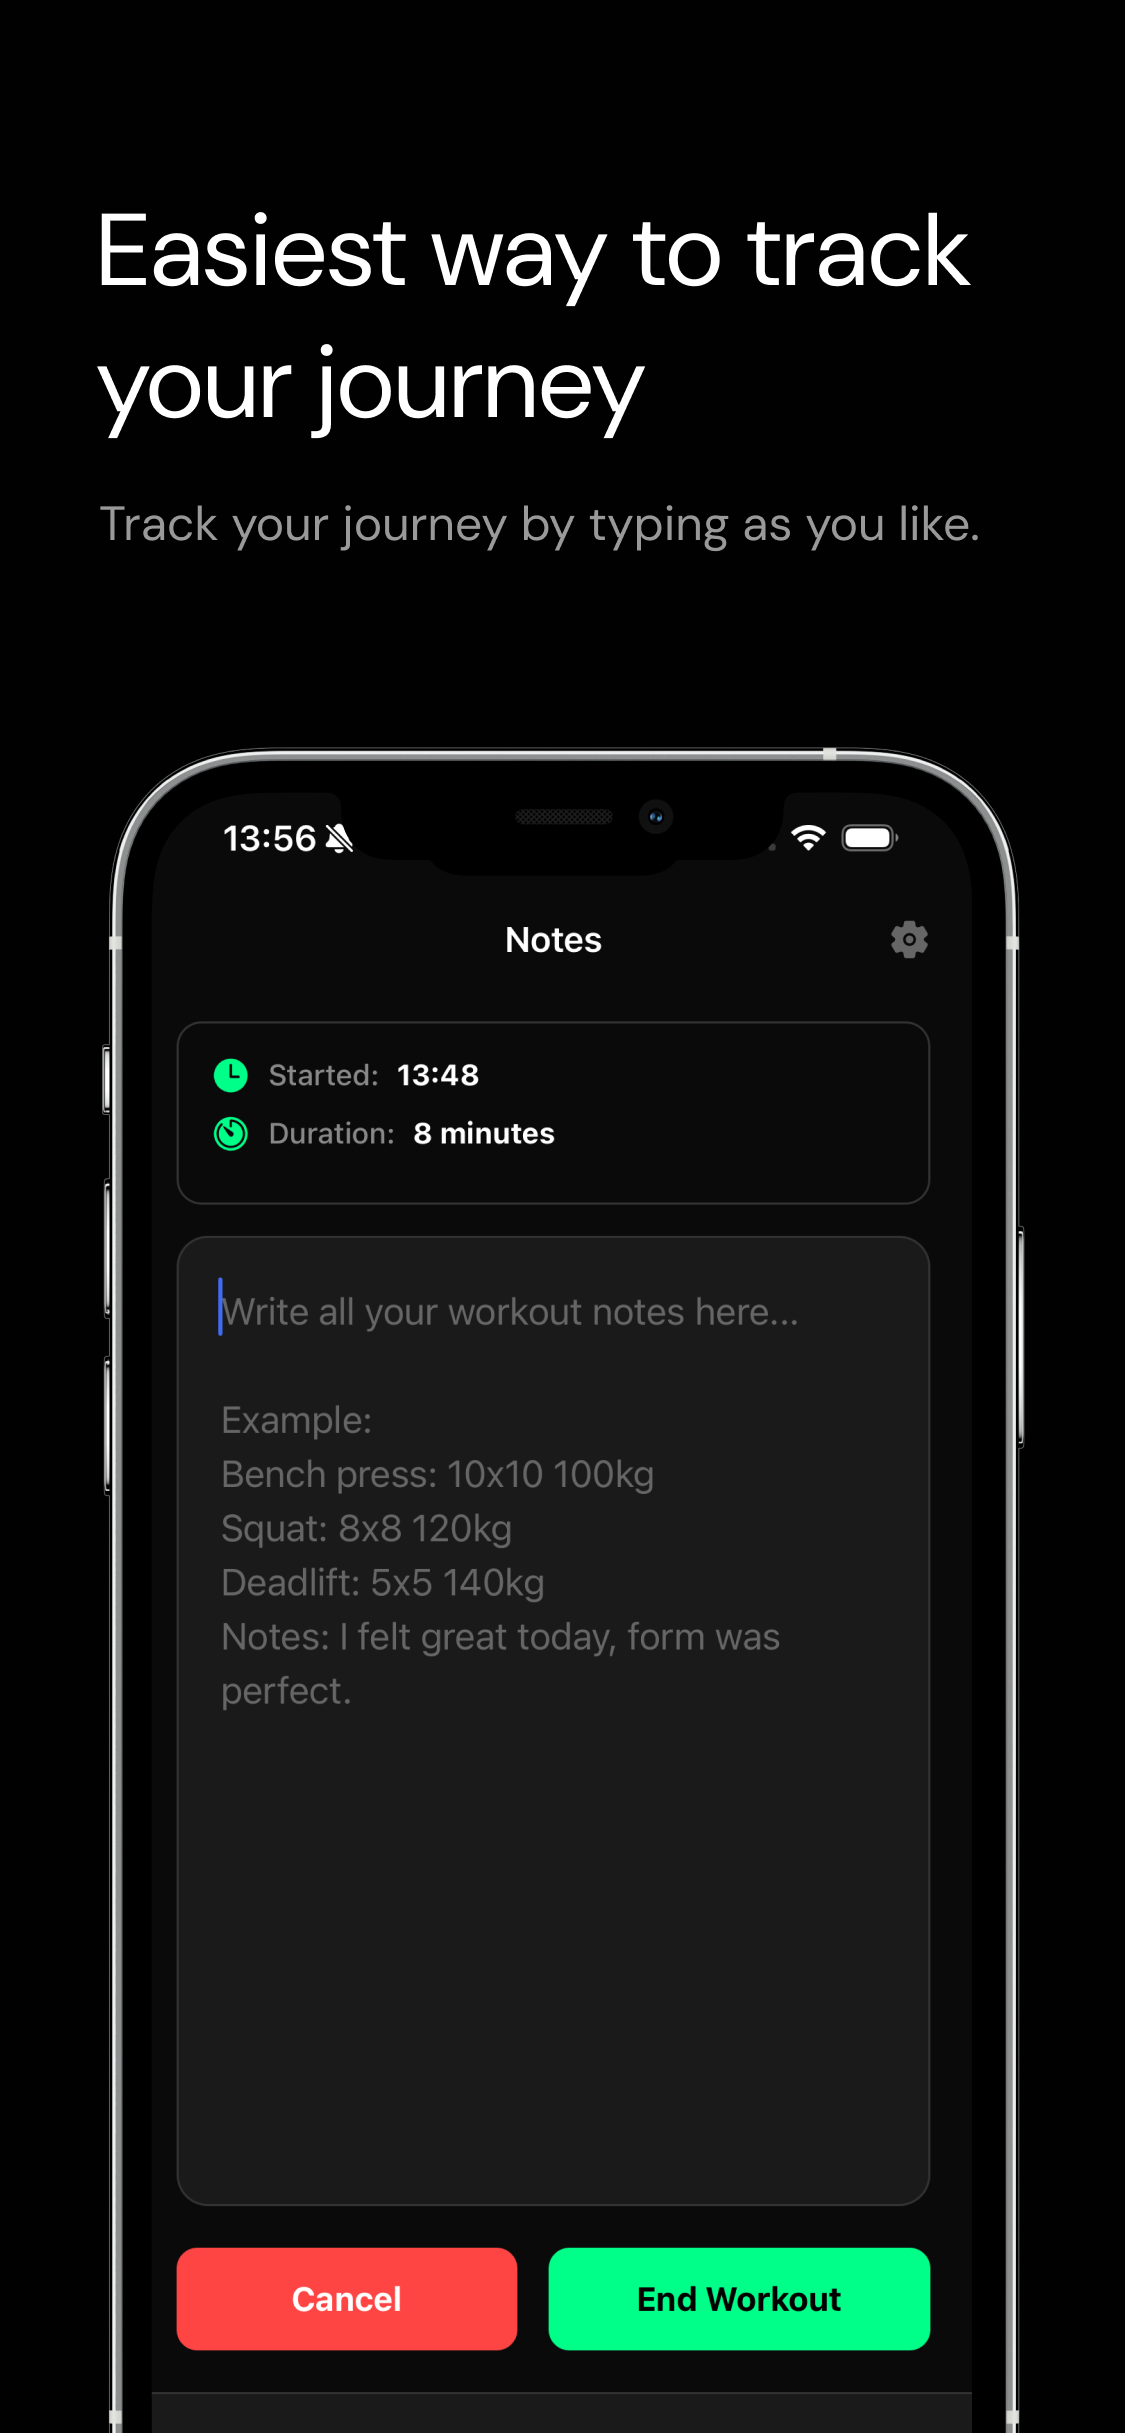 Easiest way to track
your journey
Track your journey by typing as you like.
13:56
Notes
Started: 13:48
Duration: 8 minutes
Write all your workout notes here...
Example:
Bench press: 10x10 100kg
Squat: 8x8 120kg
Deadlift: 5x5 140kg
Notes: I felt great today, form was
perfect.
Cancel
End Workout